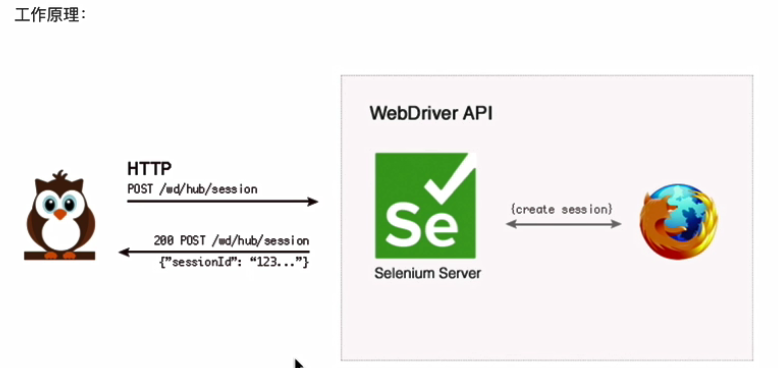 工作原理:
WebDriver API
HTTP
POST /wd/hub/session
200 POST /wd/hub/session
{"sessionId": "123..."}
Se
Selenium Server
{create session}